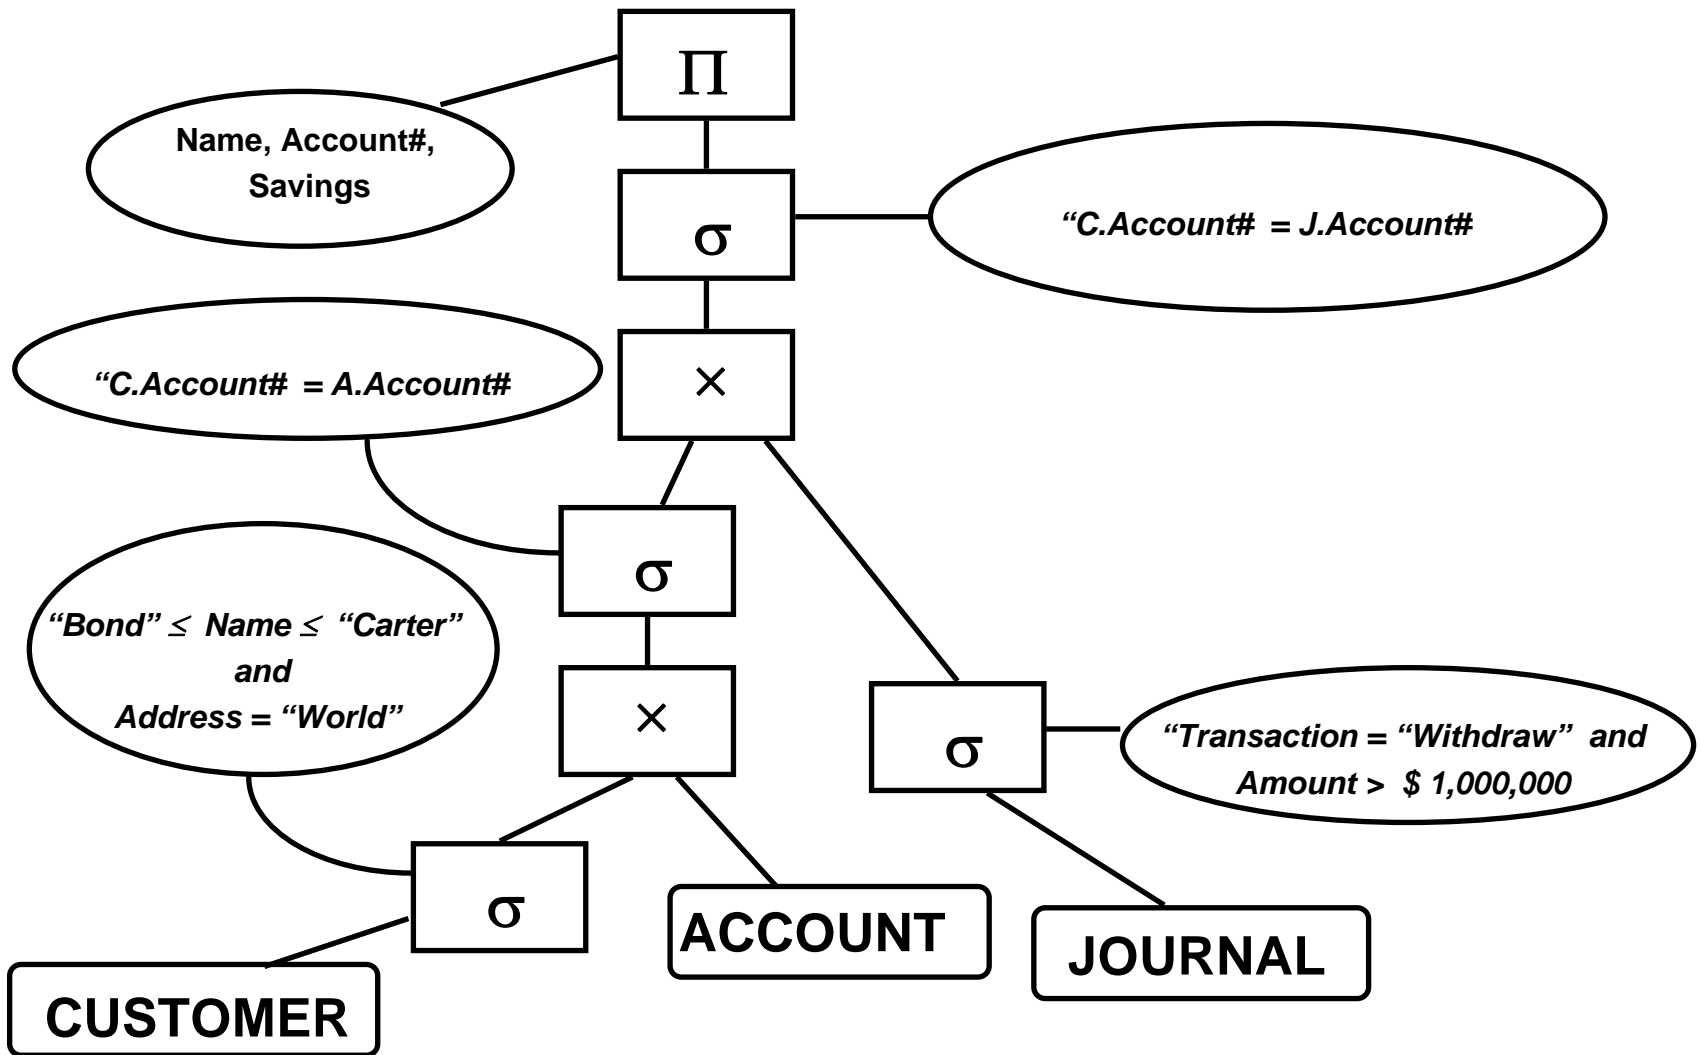 Π
Name, Account#,
Savings
σ
“C.Account# = J.Account#
×
“C.Account# = A.Account#
σ
“Bond” ≤ Name ≤ “Carter”
and
Address = “World”
×
σ
“Transaction = “Withdraw” and
Amount > $ 1,000,000
σ
ACCOUNT
JOURNAL
CUSTOMER